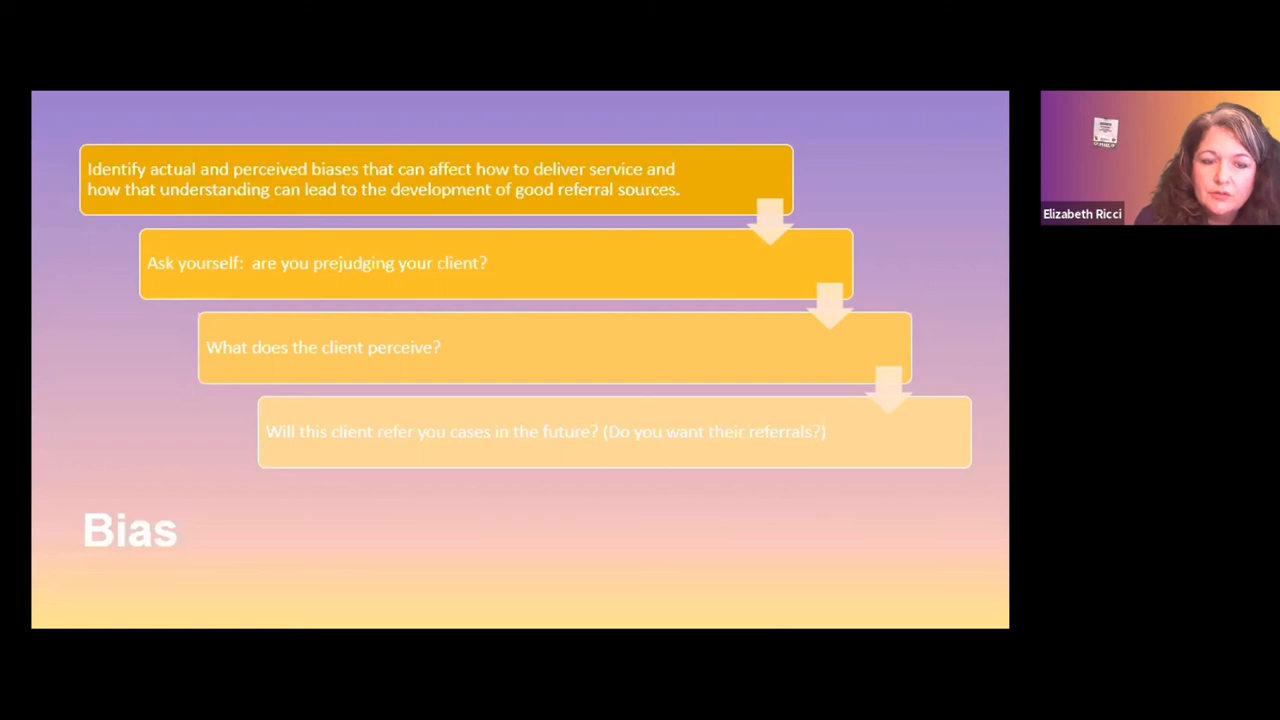 Identify actual and perceived biases that can affect how to deliver service and
how that understanding can lead to the development of good referral sources.
Ask yourself:  are you prejudging your client?
What does the client perceive?
Will this client refer you cases in the future? (Do you want their referrals?)
Bias
Elizabeth Ricci